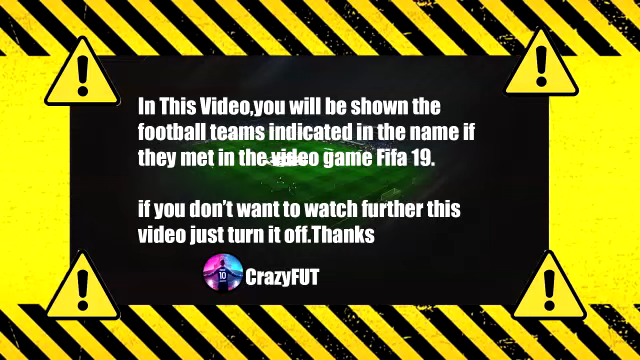 In This Video,you will be shown the
football teams indicated in the name if
they met in the video game Fifa 19.
if you don't want to watch further this
video just turn it off.Thanks
10
CrazyFUT